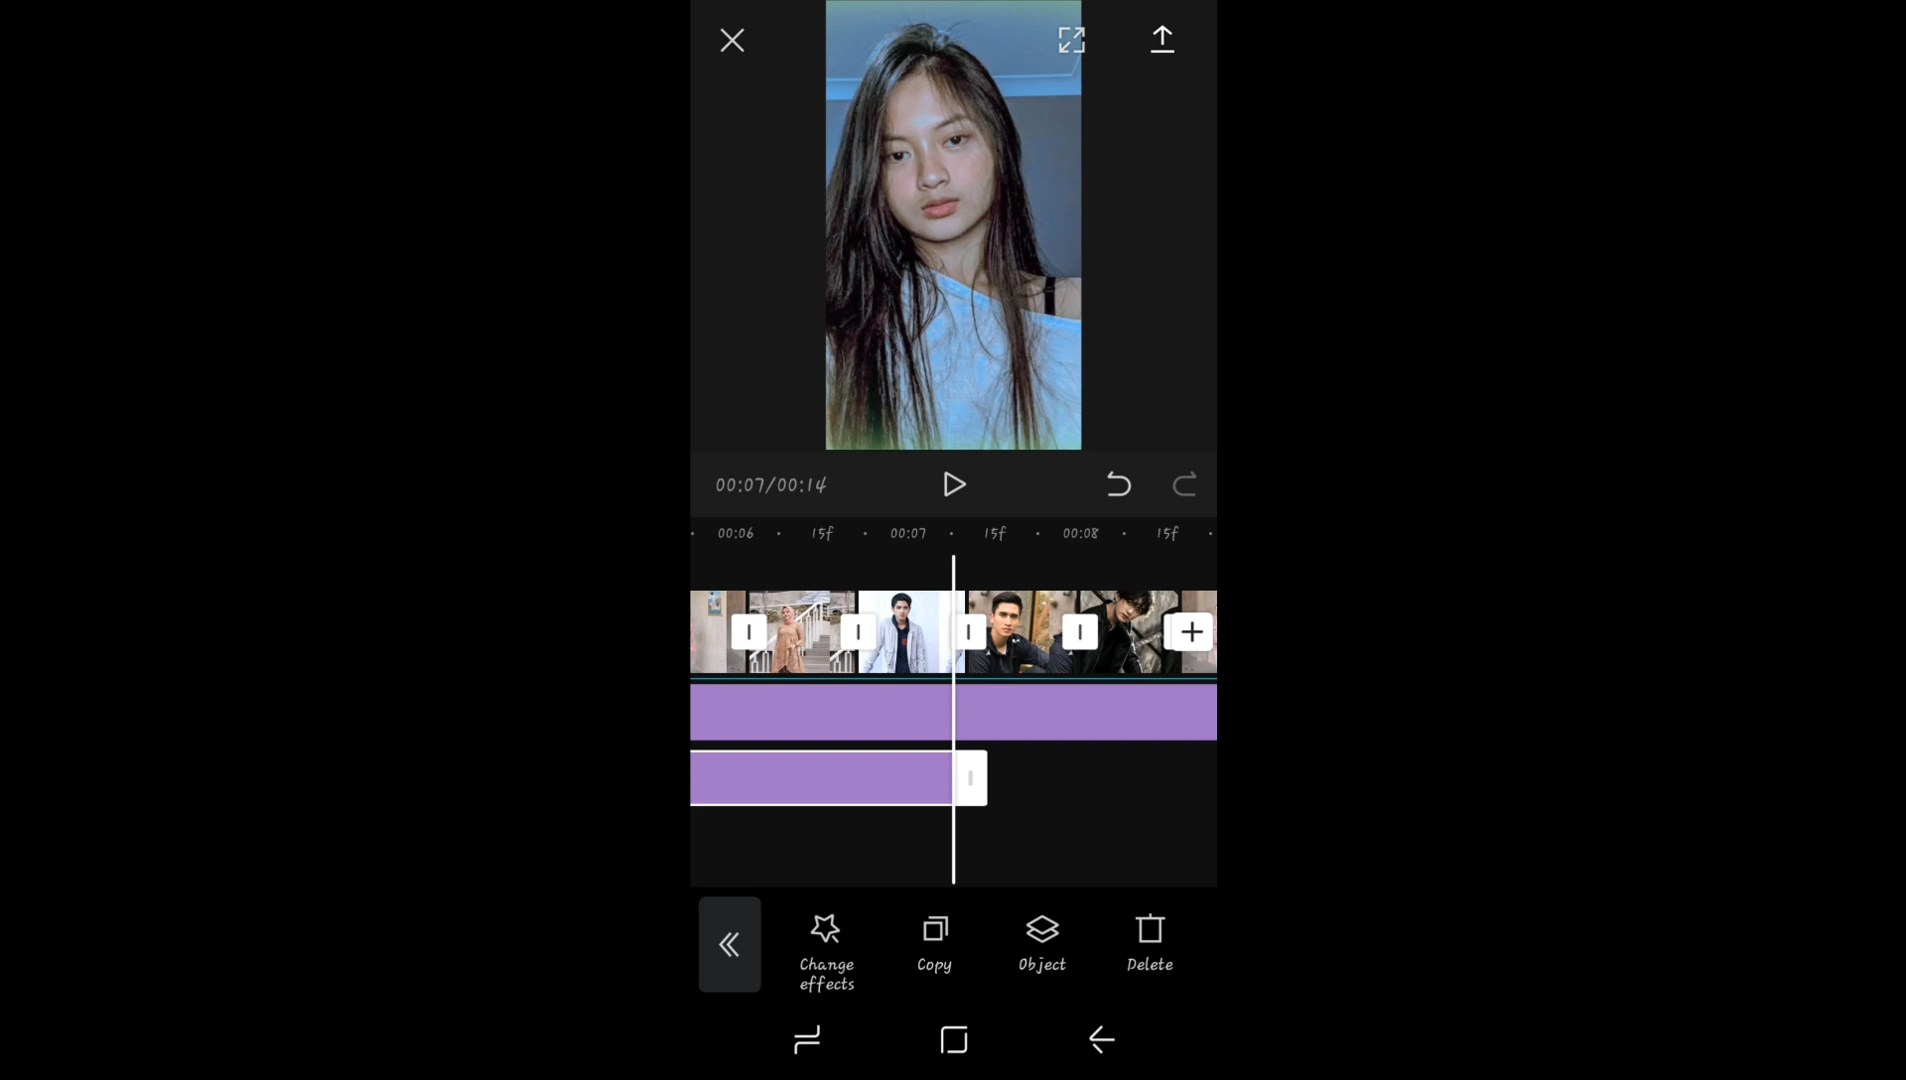 00:07/00:14
00:06 15f 00:07 15f 00:08 15f
Change effects
Copy
Object
Delete